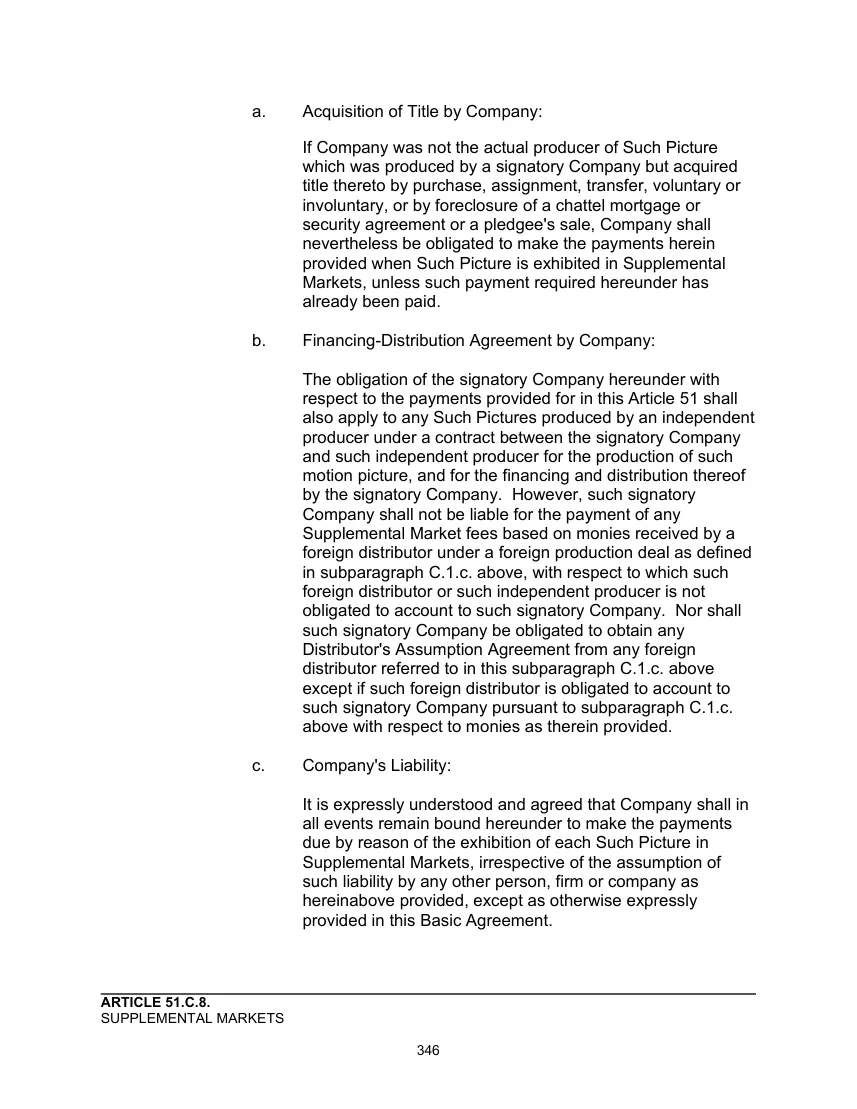 a. Acquisition of Title by Company:
If Company was not the actual producer of Such Picture
which was produced by a signatory Company but acquired
title thereto by purchase, assignment, transfer, voluntary or
involuntary, or by foreclosure of a chattel mortgage or
security agreement or a pledgee's sale, Company shall
nevertheless be obligated to make the payments herein
provided when Such Picture is exhibited in Supplemental
Markets, unless such payment required hereunder has
already been paid.
b. Financing-Distribution Agreement by Company:
The obligation of the signatory Company hereunder with
respect to the payments provided for in this Article 51 shall
also apply to any Such Pictures produced by an independent
producer under a contract between the signatory Company
and such independent producer for the production of such
motion picture, and for the financing and distribution thereof
by the signatory Company.  However, such signatory
Company shall not be liable for the payment of any
Supplemental Market fees based on monies received by a
foreign distributor under a foreign production deal as defined
in subparagraph C.1.c. above, with respect to which such
foreign distributor or such independent producer is not
obligated to account to such signatory Company.  Nor shall
such signatory Company be obligated to obtain any
Distributor's Assumption Agreement from any foreign
distributor referred to in this subparagraph C.1.c. above
except if such foreign distributor is obligated to account to
such signatory Company pursuant to subparagraph C.1.c.
above with respect to monies as therein provided.
c. Company's Liability:
It is expressly understood and agreed that Company shall in
all events remain bound hereunder to make the payments
due by reason of the exhibition of each Such Picture in
Supplemental Markets, irrespective of the assumption of
such liability by any other person, firm or company as
hereinabove provided, except as otherwise expressly
provided in this Basic Agreement.
ARTICLE 51.C.8.
SUPPLEMENTAL MARKETS
346